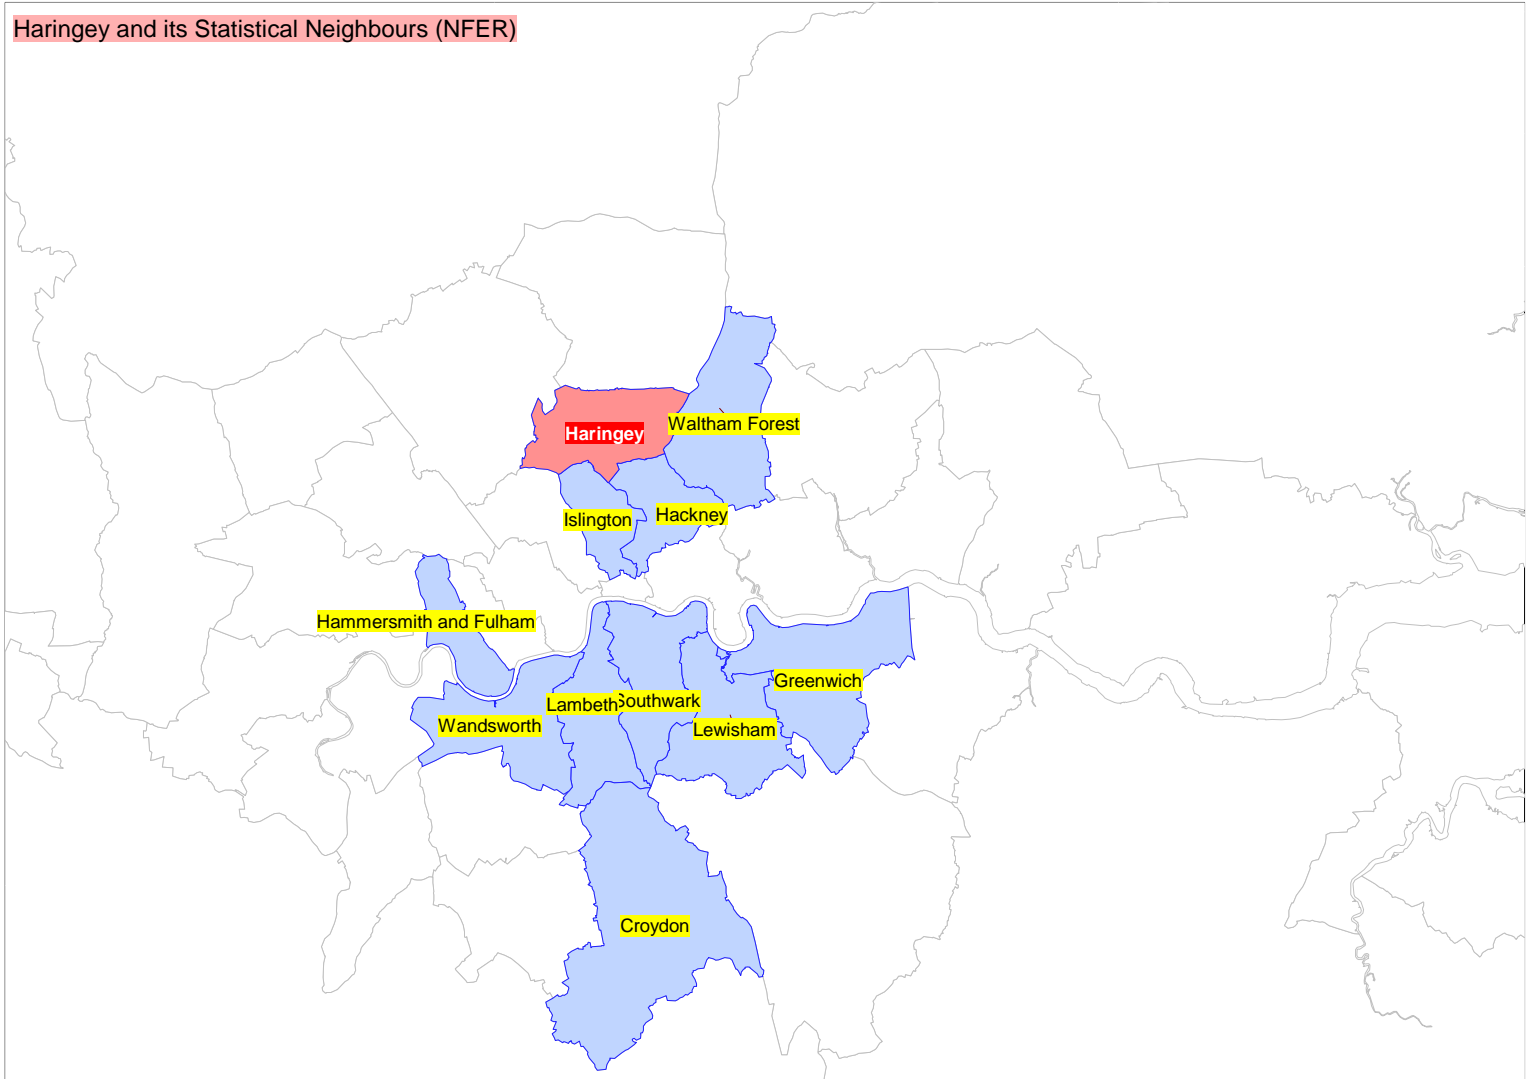 Haringey and its Statistical Neighbours (NFER)
Waltham Forest
Haringey
Hackney
Islington
Hammersmith and Fulham
Greenwich
Lambeth
Southwark
Wandsworth
Lewisham
Croydon